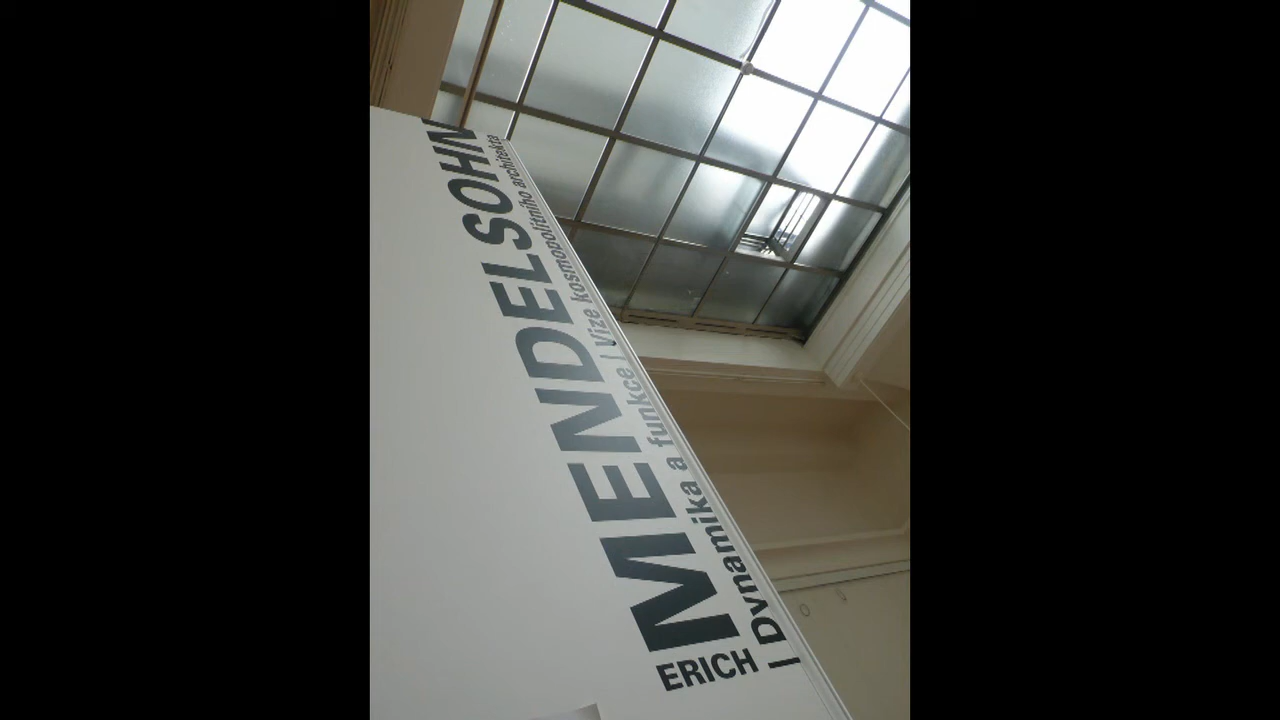 ERICH
MENDELSOHN
| Dynamika a funkce | Vize kosmopolitního architekta